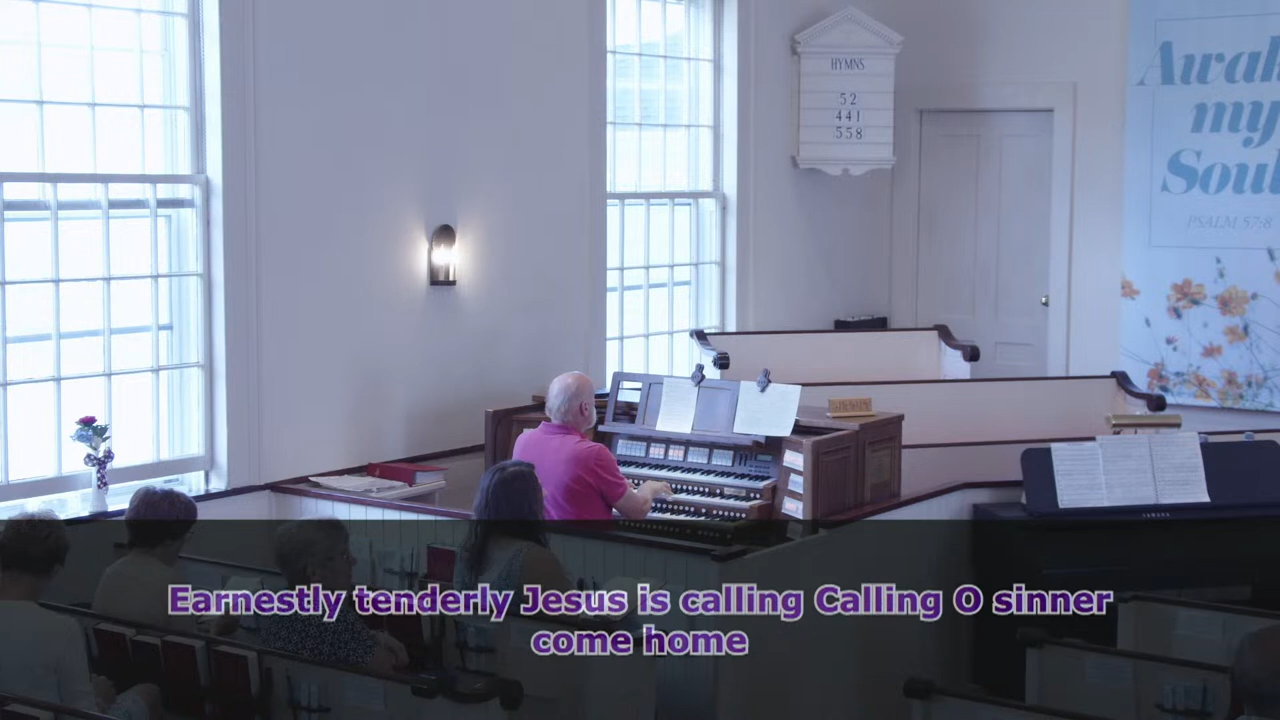 HYMNS
52
441
558
Awak
my
Soul
PSALM 57:8
YAMAHA
Earnestly tenderly Jesus is calling Calling O sinner
come home